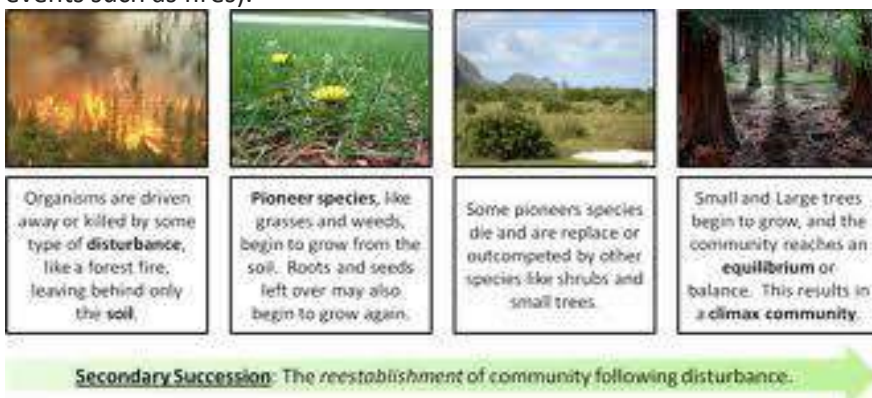 events such as fires).
Organisms are driven
away or killed by some
type of disturbance,
like a forest fire,
leaving behind only
the soil.
Pioneer species, like
grasses and weeds,
begin to grow from the
soil. Roots and seeds
left over may also
begin to grow again.
Some pioneers species
die and are replace or
outcompeted by other
species like shrubs and
small trees.
Small and Large trees
begin to grow, and the
community reaches an
equilibrium or
balance. This results in
a climax community.
Secondary Succession: The reestablishment of community following disturbance.